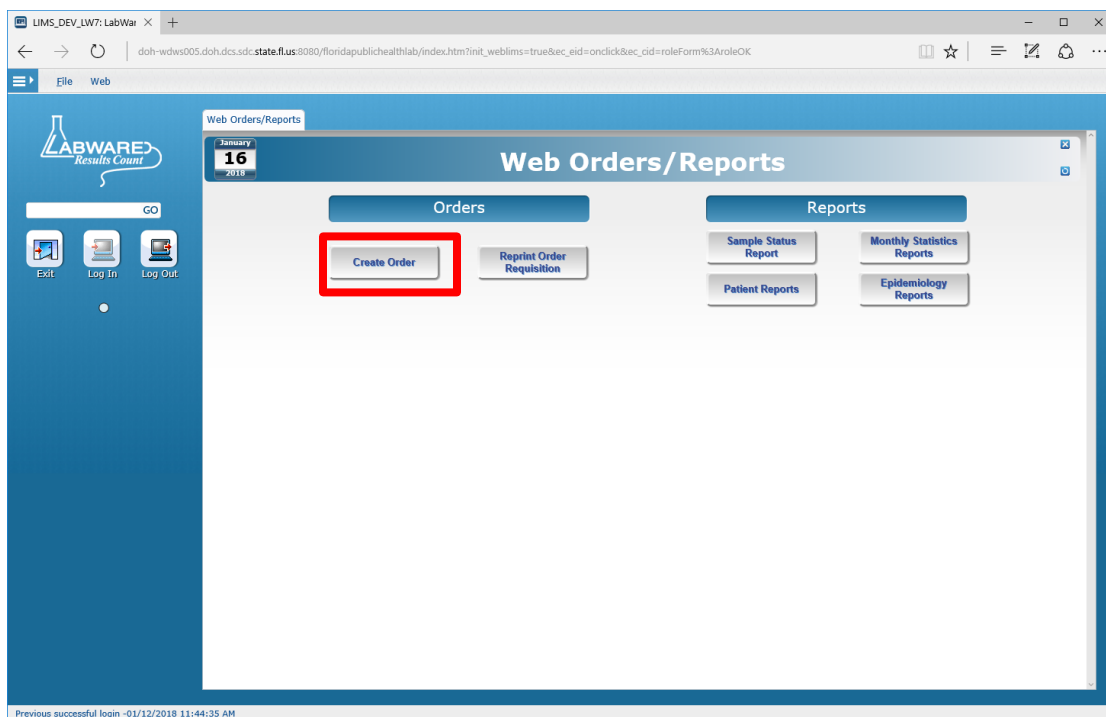 LIMS_DEV_LW7: LabWar
doh-wdws005.doh.dcs.sdc.state.fl.us:8080/floridapublichealthlab/index.htm?init_weblims=true&ec_eid=onclick&ec_cid=roleForm%3AroleOK
File Web
LABWARE
Results Count
GO
Exit Log In Log Out
Web Orders/Reports
January
16
2018
Web Orders/Reports
Orders
Create Order
Reprint Order
Requisition
Reports
Sample Status
Report
Monthly Statistics
Reports
Patient Reports
Epidemiology
Reports
Previous successful login -01/12/2018 11:44:35 AM